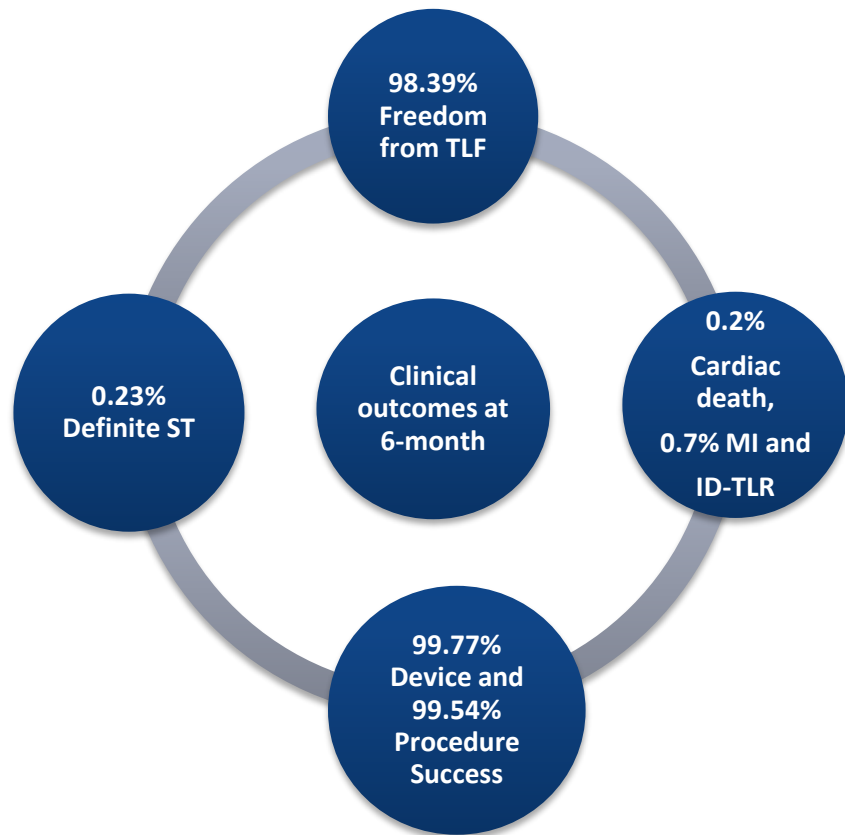 98.39%
Freedom
from TLF
0.23%
Definite ST
Clinical
outcomes at
6-month
0.2%
Cardiac
death,
0.7% MI and
ID-TLR
99.77%
Device and
99.54%
Procedure
Success